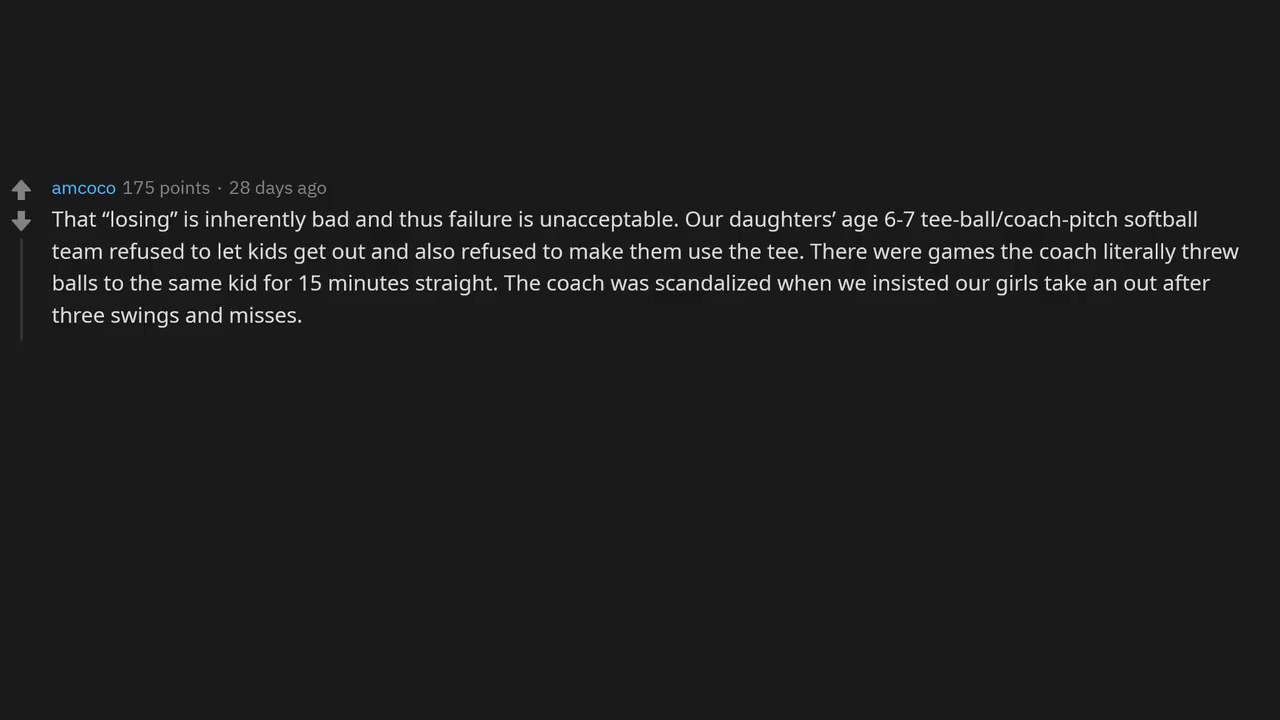 amcoco 175 points · 28 days ago
That “losing” is inherently bad and thus failure is unacceptable. Our daughters’ age 6-7 tee-ball/coach-pitch softball
team refused to let kids get out and also refused to make them use the tee. There were games the coach literally threw
balls to the same kid for 15 minutes straight. The coach was scandalized when we insisted our girls take an out after
three swings and misses.